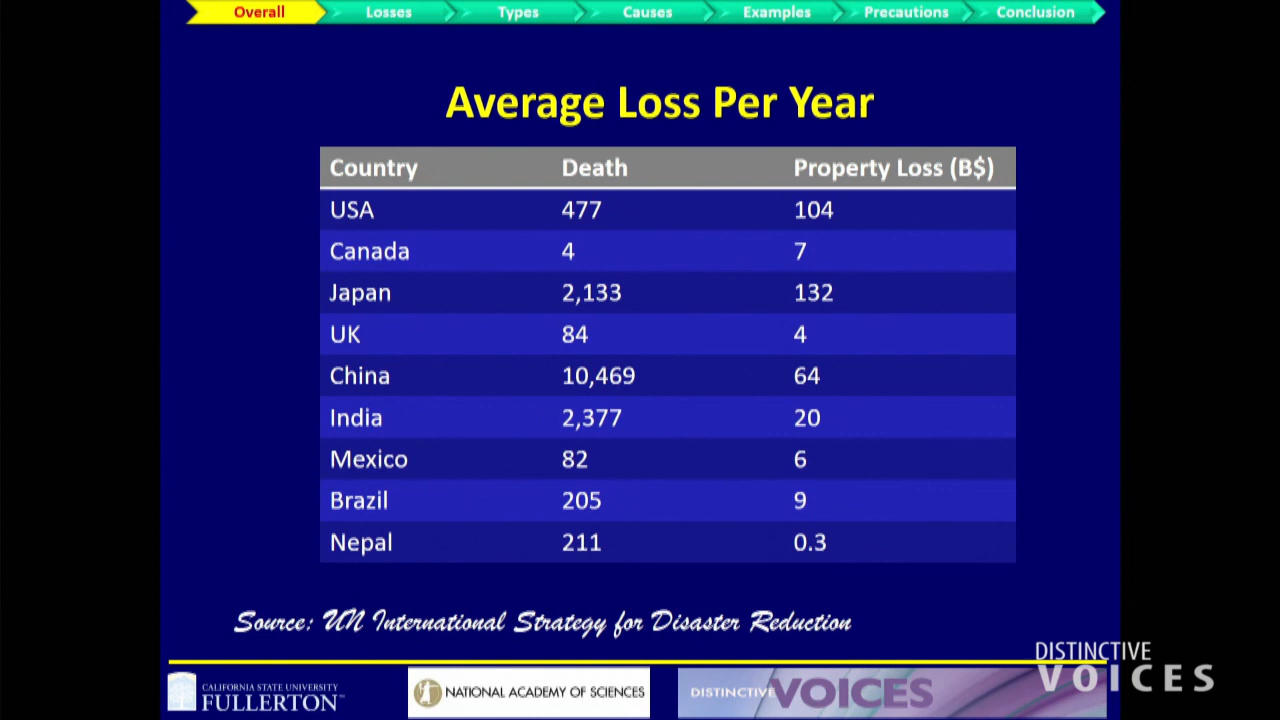 Overall Losses Types Causes Examples Precautions Conclusion
Average Loss Per Year
Country Death Property Loss (B$)
USA 477 104
Canada 4 7
Japan 2,133 132
UK 84 4
China 10,469 64
India 2,377 20
Mexico 82 6
Brazil 205 9
Nepal 211 0.3
Source: UN International Strategy for Disaster Reduction
DISTINCTIVE
VOICES
CALIFORNIA STATE UNIVERSITY
FULLERTON™
NATIONAL ACADEMY OF SCIENCES
DISTINCTIVE VOICES